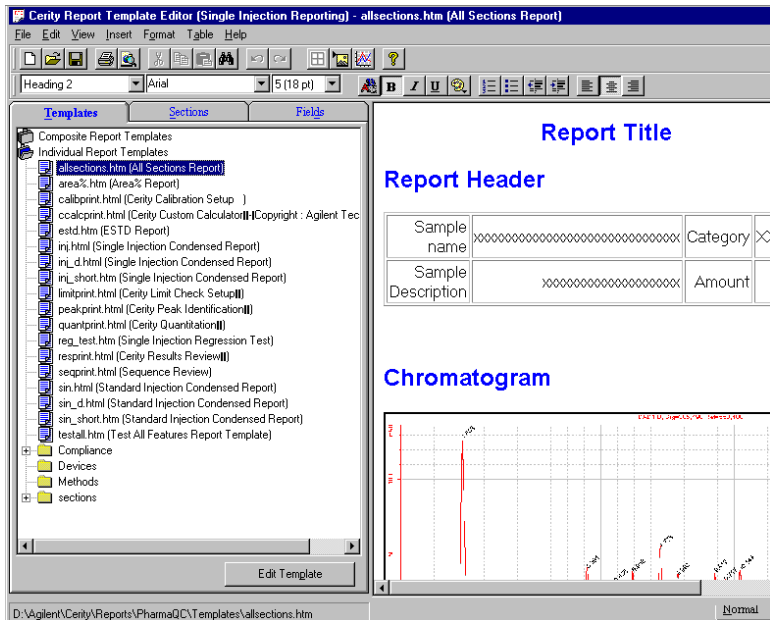 Cerity Report Template Editor (Single Injection Reporting) - allsections.htm (All Sections Report)
File Edit View Insert Format Table Help
Heading 2 Arial 5 (18 pt) B I U
Templates Sections Fields
Composite Report Templates
Individual Report Templates
allsections.htm (All Sections Report)
area%.htm (Area% Report)
calibprint.html (Cerity Calibration Setup )
ccalcprint.html (Cerity Custom Calculator||-|Copyright : Agilent Tec
estd.htm (ESTD Report)
inj.html (Single Injection Condensed Report)
inj_d.html (Single Injection Condensed Report)
inj_short.html (Single Injection Condensed Report)
limitprint.html (Cerity Limit Check Setup||)
peakprint.html (Cerity Peak Identification||)
quantprint.html (Cerity Quantitation||)
reg_test.html (Single Injection Regression Test)
resprint.html (Cerity Results Review||)
seqprint.html (Sequence Review)
sin.html (Standard Injection Condensed Report)
sin_d.html (Standard Injection Condensed Report)
sin_short.html (Standard Injection Condensed Report)
testall.htm (Test All Features Report Template)
Compliance
Devices
Methods
sections
Edit Template
D:\Agilent\Cerity\Reports\PharmaQC\Templates\allsections.htm
Report Title
Report Header
Sample name XXXXXXXXXXXXXXXXXXXXXXXXXXXXXX Category XX
Sample Description XXXXXXXXXXXXXXXXXXXX Amount
Chromatogram
Normal